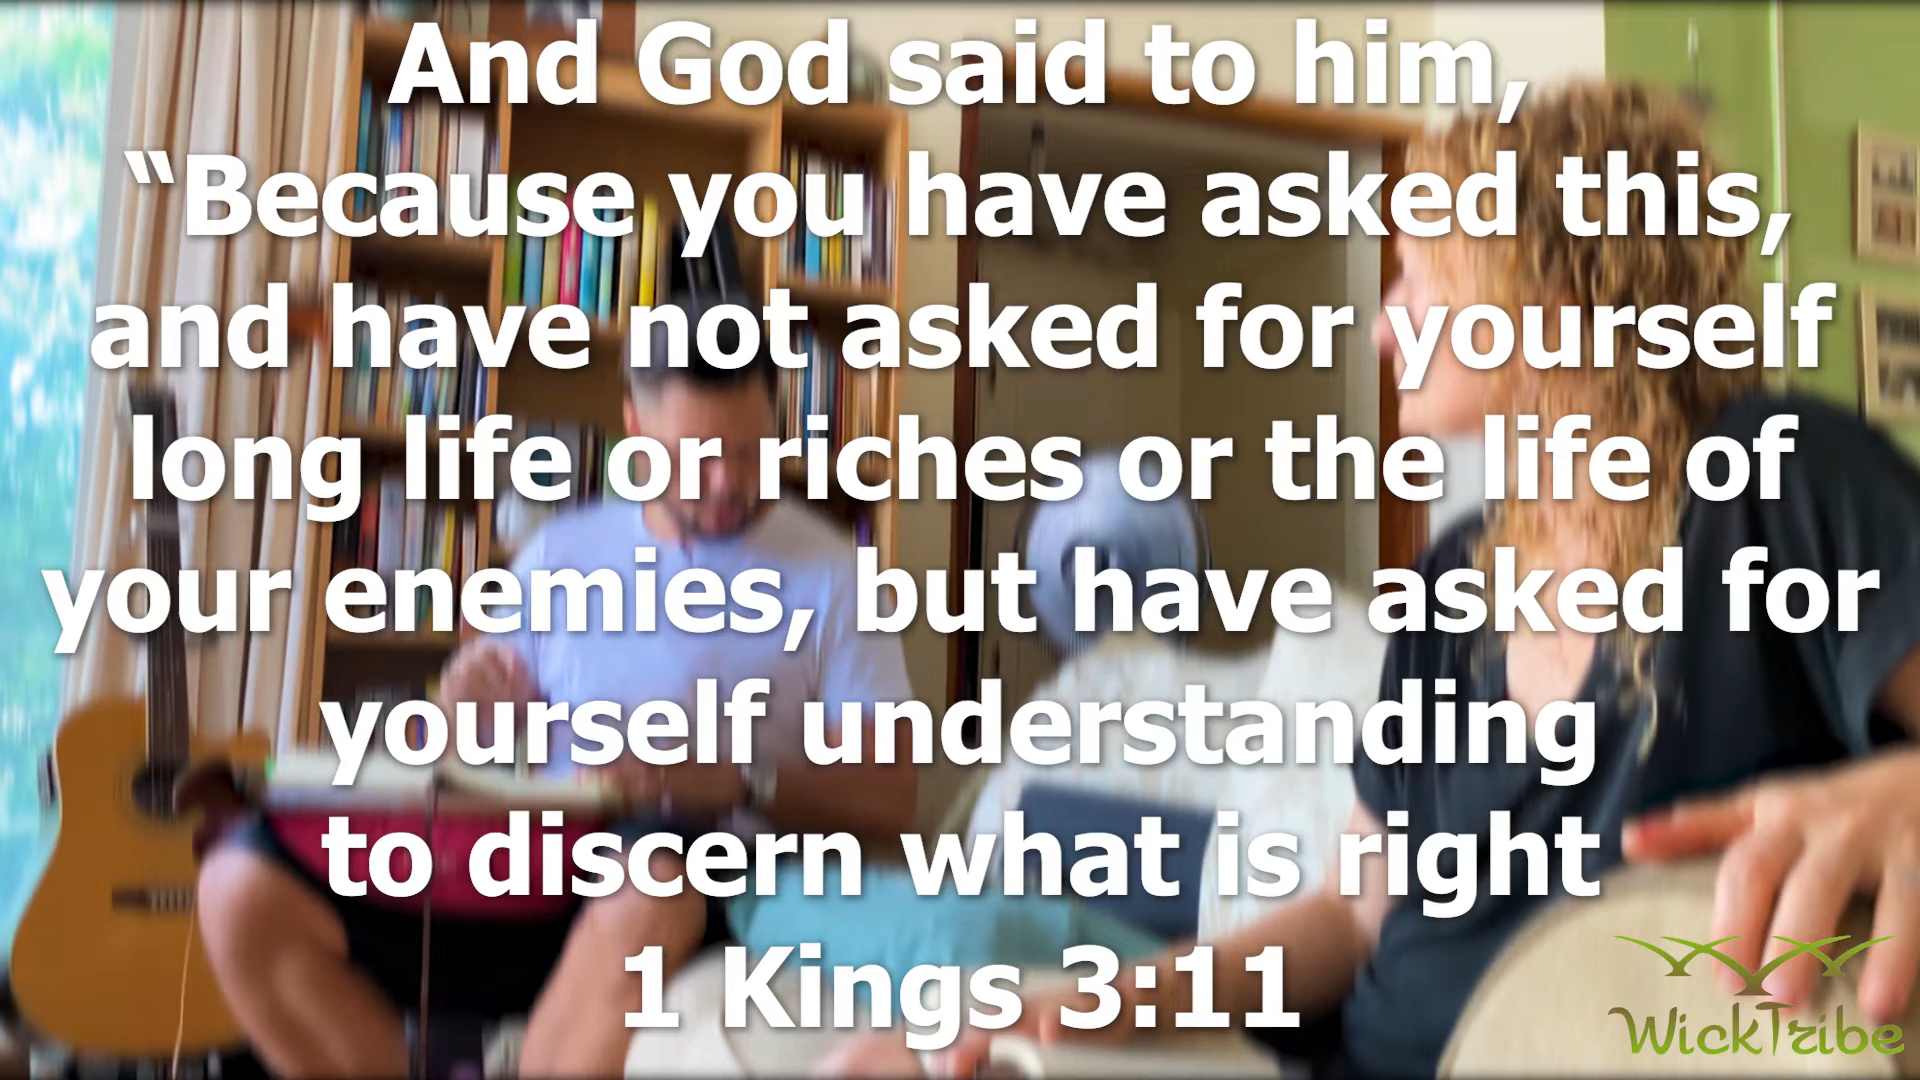 And God said to him,
“Because you have asked this,
and have not asked for yourself
long life or riches or the life of
your enemies, but have asked for
yourself understanding
to discern what is right
1 Kings 3:11
WickTribe